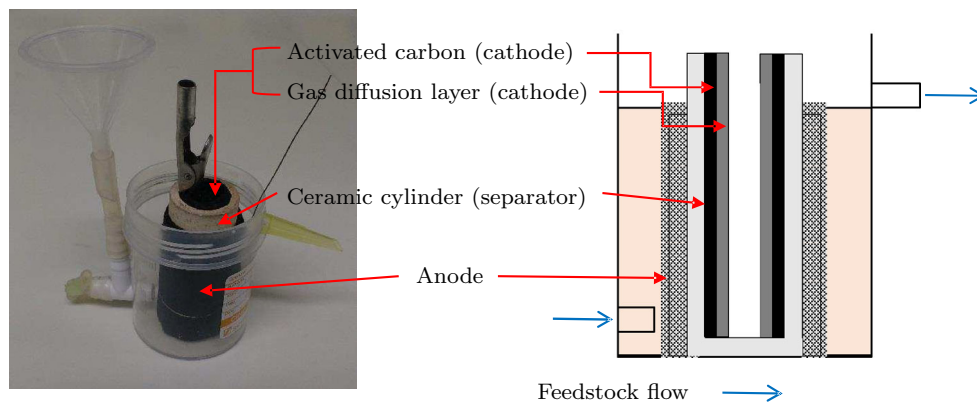 Activated carbon (cathode)
Gas diffusion layer (cathode)
Ceramic cylinder (separator)
Anode
Feedstock flow